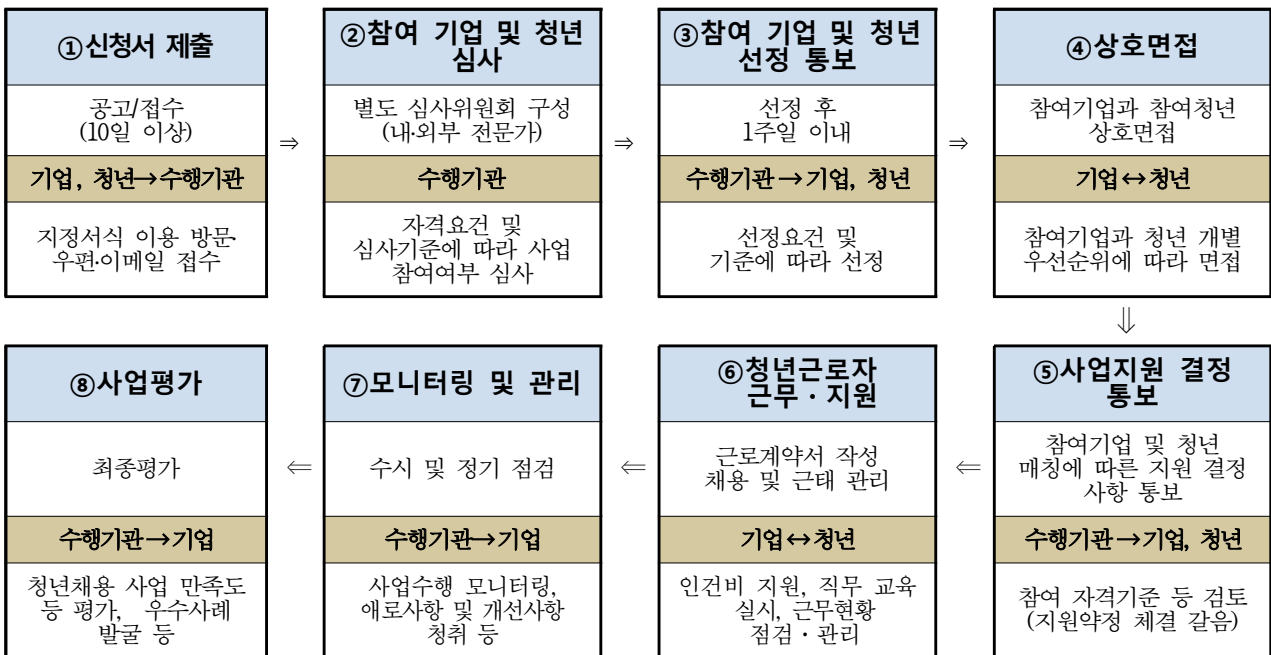 ①신청서 제출
공고/접수
(10일 이상)
기업, 청년→수행기관
지정서식 이용 방문·
우편·이메일 접수
⇒
②참여 기업 및 청년
심사
별도 심사위원회 구성
(내·외부 전문가)
수행기관
자격요건 및
심사기준에 따라 사업
참여여부 심사
⇒
③참여 기업 및 청년
선정 통보
선정 후
1주일 이내
수행기관→기업, 청년
선정요건 및
기준에 따라 선정
⇒
④상호면접
참여기업과 참여청년
상호면접
기업↔청년
참여기업과 청년 개별
우선순위에 따라 면접
⇓
⑤사업지원 결정
통보
참여기업 및 청년
매칭에 따른 지원 결정
사항 통보
수행기관→기업, 청년
참여 자격기준 등 검토
(지원약정 체결 갈음)
⇐
⑥청년근로자
근무·지원
근로계약서 작성
채용 및 근태 관리
기업↔청년
인건비 지원, 직무 교육
실시, 근무현황
점검·관리
⇐
⑦모니터링 및 관리
수시 및 정기 점검
수행기관→기업
사업수행 모니터링,
애로사항 및 개선사항
청취 등
⇐
⑧사업평가
최종평가
수행기관→기업
청년채용 사업 만족도
등 평가, 우수사례
발굴 등